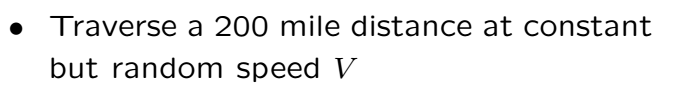 • Traverse a 200 mile distance at constant
but random speed V